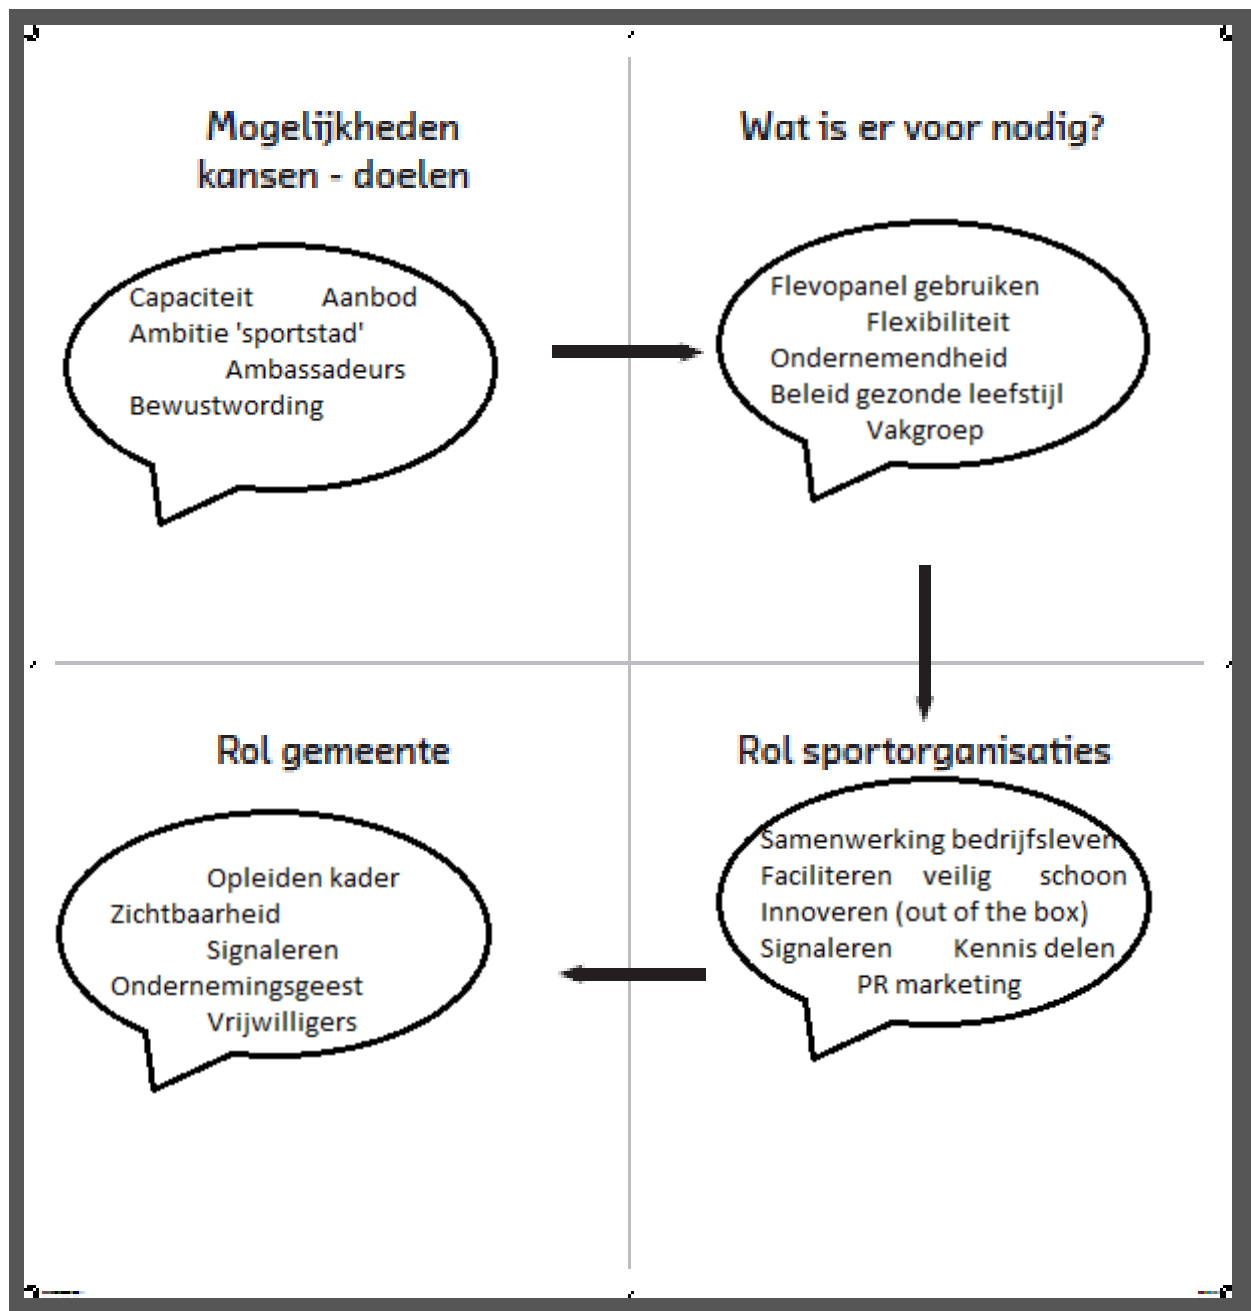 Mogelijkheden
kansen - doelen
Capaciteit Aanbod
Ambitie 'sportstad'
Ambassadeurs
Bewustwording
Wat is er voor nodig?
Flevopanel gebruiken
Flexibiliteit
Ondernemendheid
Beleid gezonde leefstijl
Vakgroep
Rol sportorganisaties
Samenwerking bedrijfsleven
Faciliteren veilig schoon
Innoveren (out of the box)
Signaleren Kennis delen
PR marketing
Rol gemeente
Opleiden kader
Zichtbaarheid
Signaleren
Ondernemingsgeest
Vrijwilligers